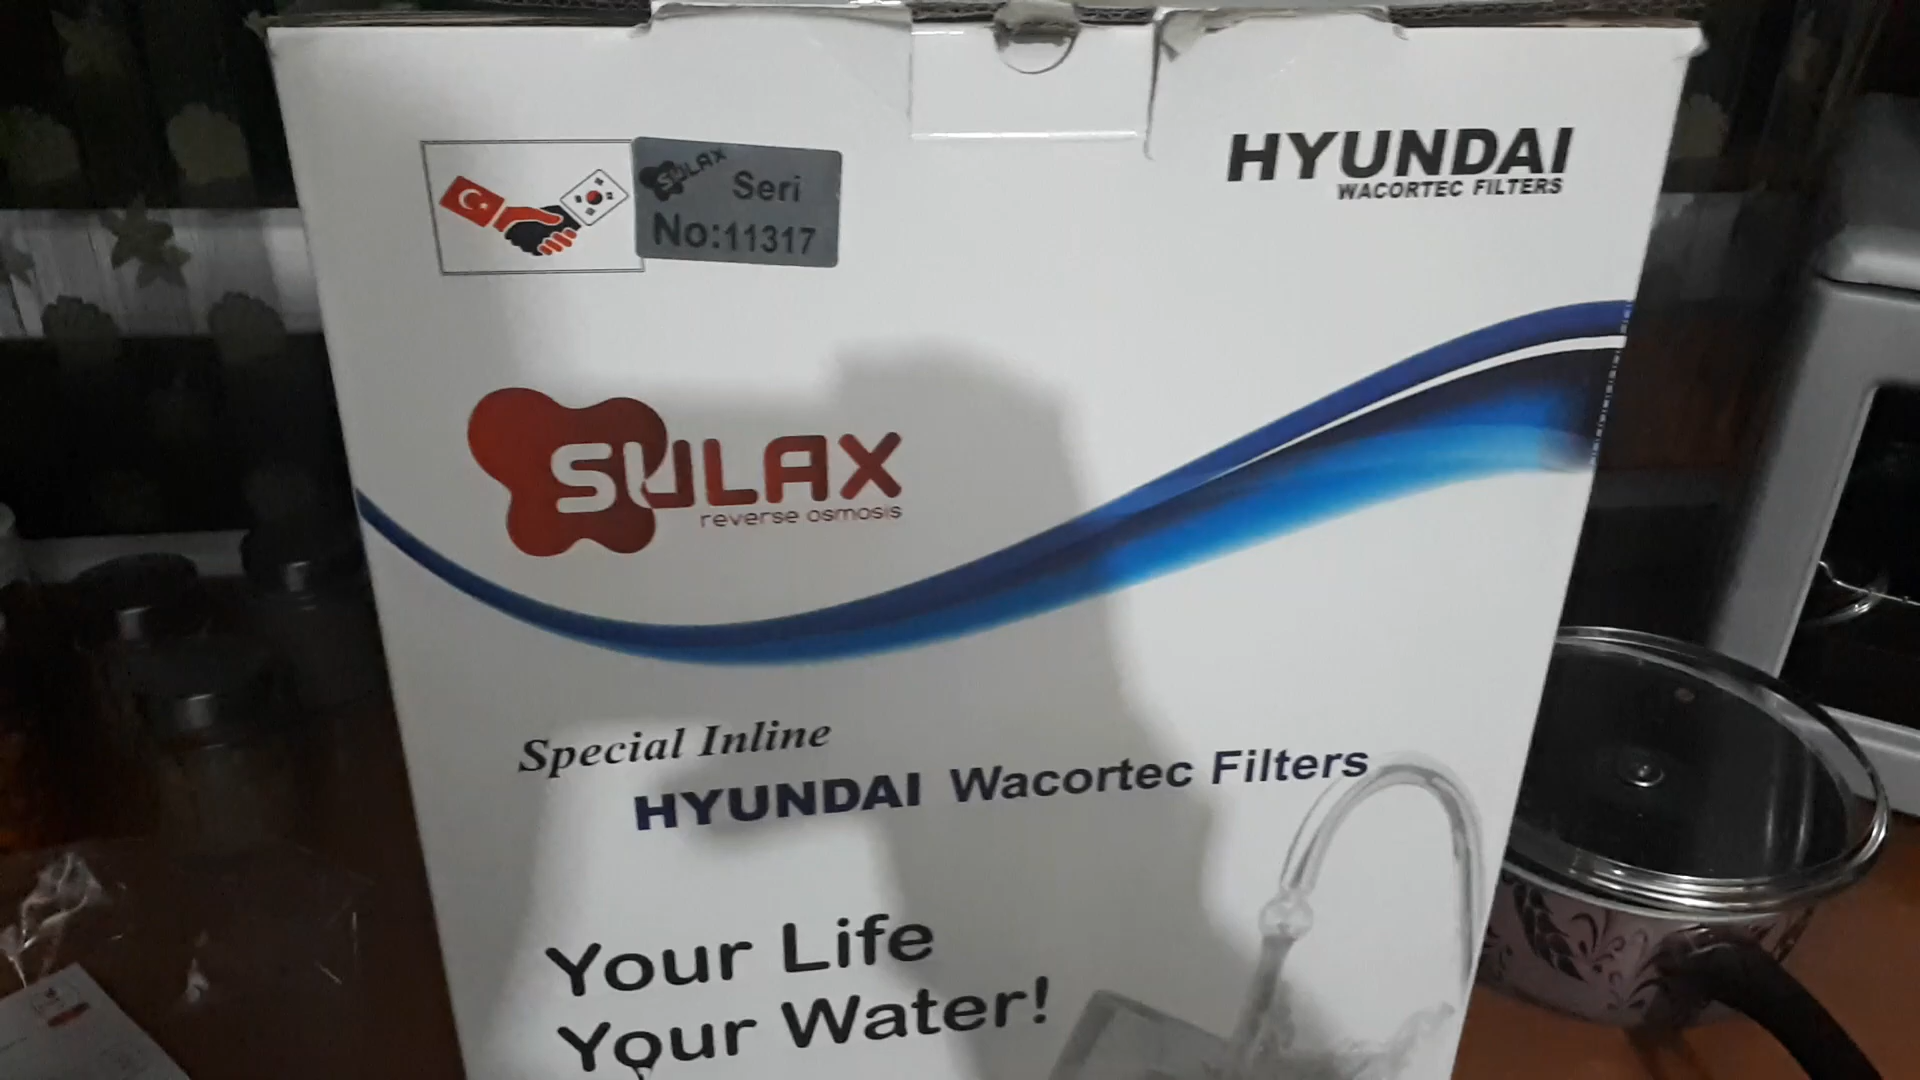 SULAX
Seri
No:11317
HYUNDAI
WACORTEC FILTERS
SULAX
reverse osmosis
Special Inline
HYUNDAI Wacortec Filters
Your Life
Your Water!